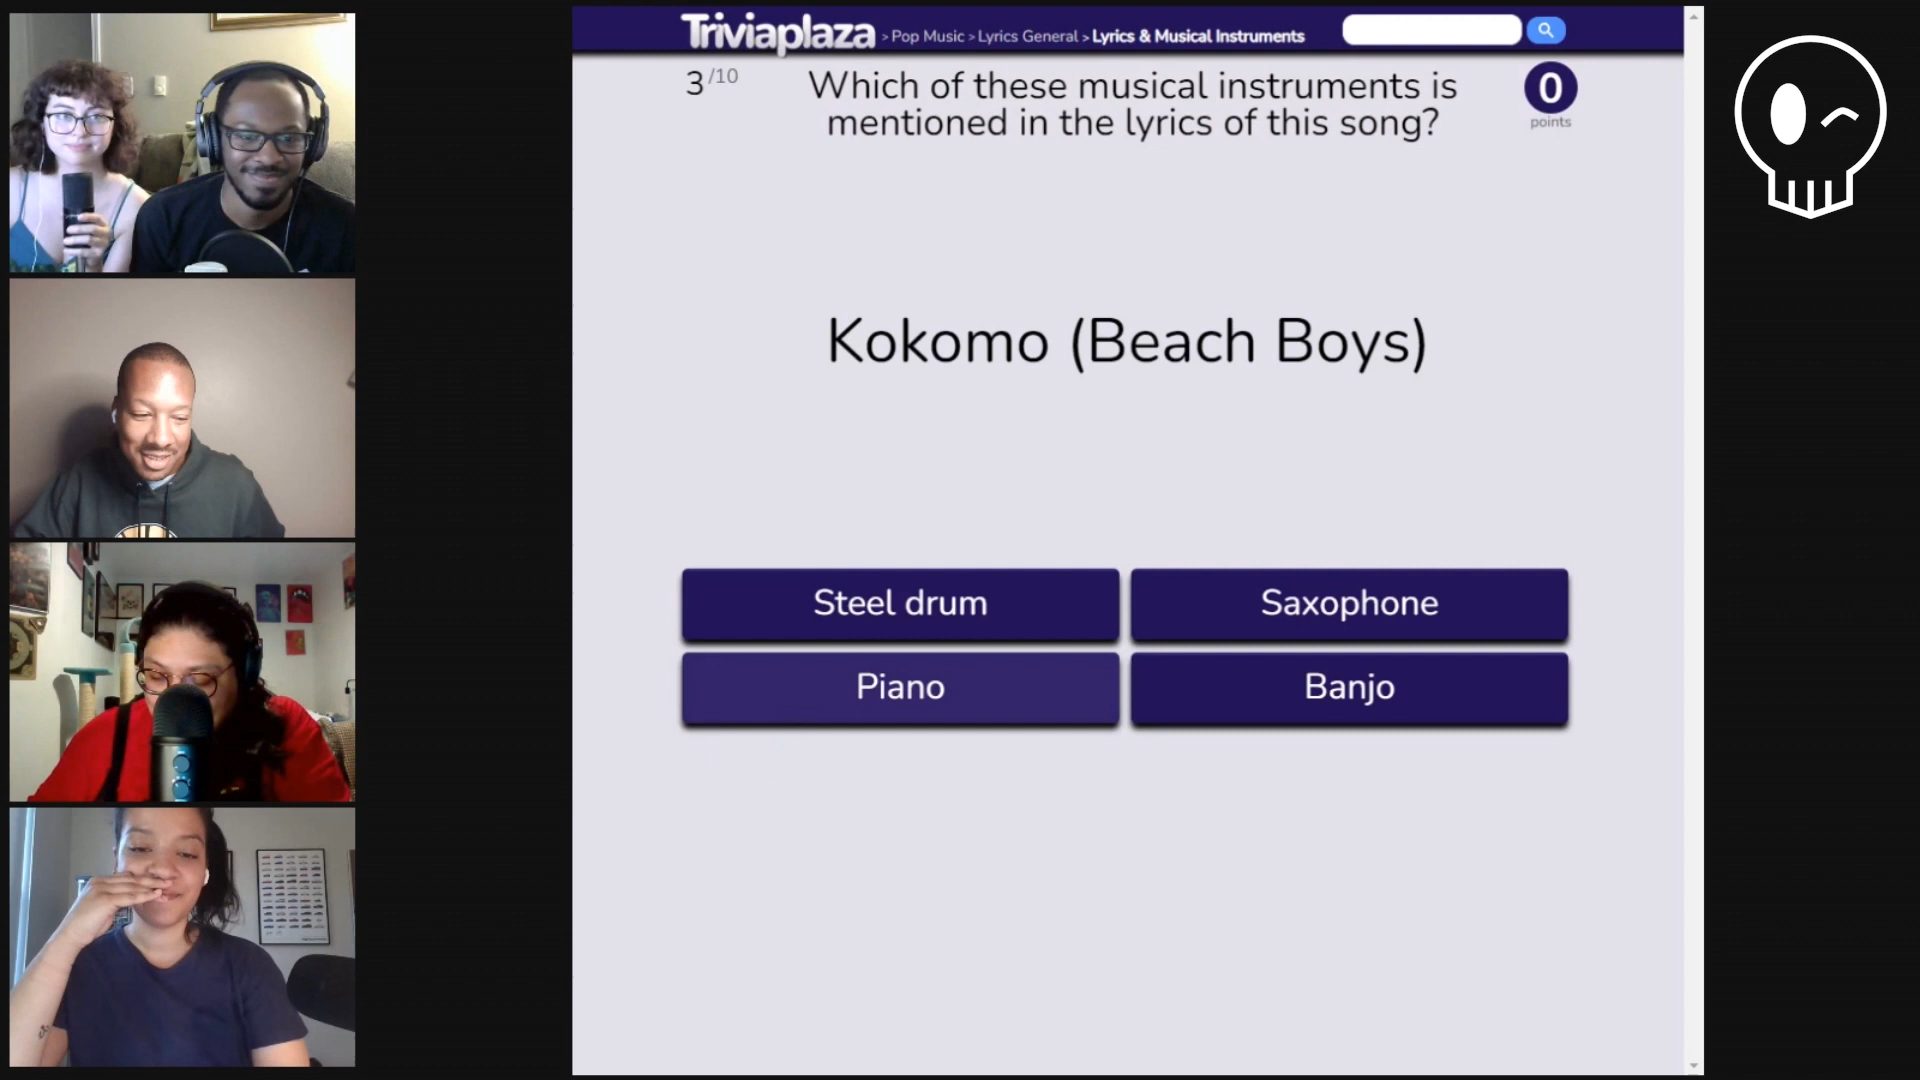 Triviaplaza > Pop Music > Lyrics General > Lyrics & Musical Instruments
3/10
Which of these musical instruments is
mentioned in the lyrics of this song?
0
points
Kokomo (Beach Boys)
Steel drum
Saxophone
Piano
Banjo